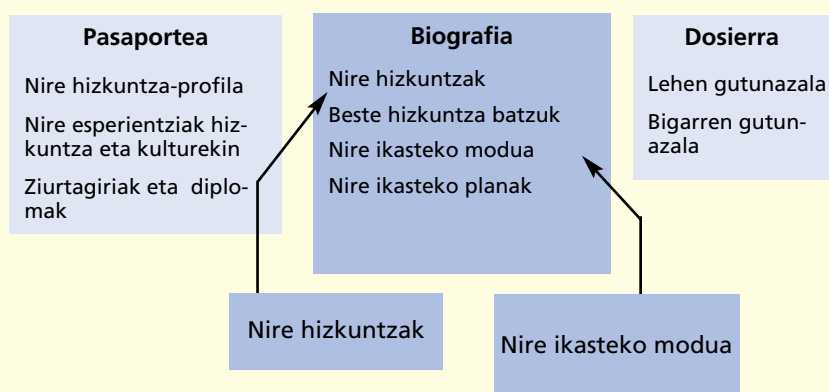 Pasaportea
Nire hizkuntza-profila
Nire esperientziak hiz-
kuntza eta kulturekin
Ziurtagiriak eta diplo-
mak
Biografia
Nire hizkuntzak
Beste hizkuntza batzuk
Nire ikasteko modua
Nire ikasteko planak
Dosierra
Lehen gutunazala
Bigarren gutun-
azala
Nire hizkuntzak
Nire ikasteko modua